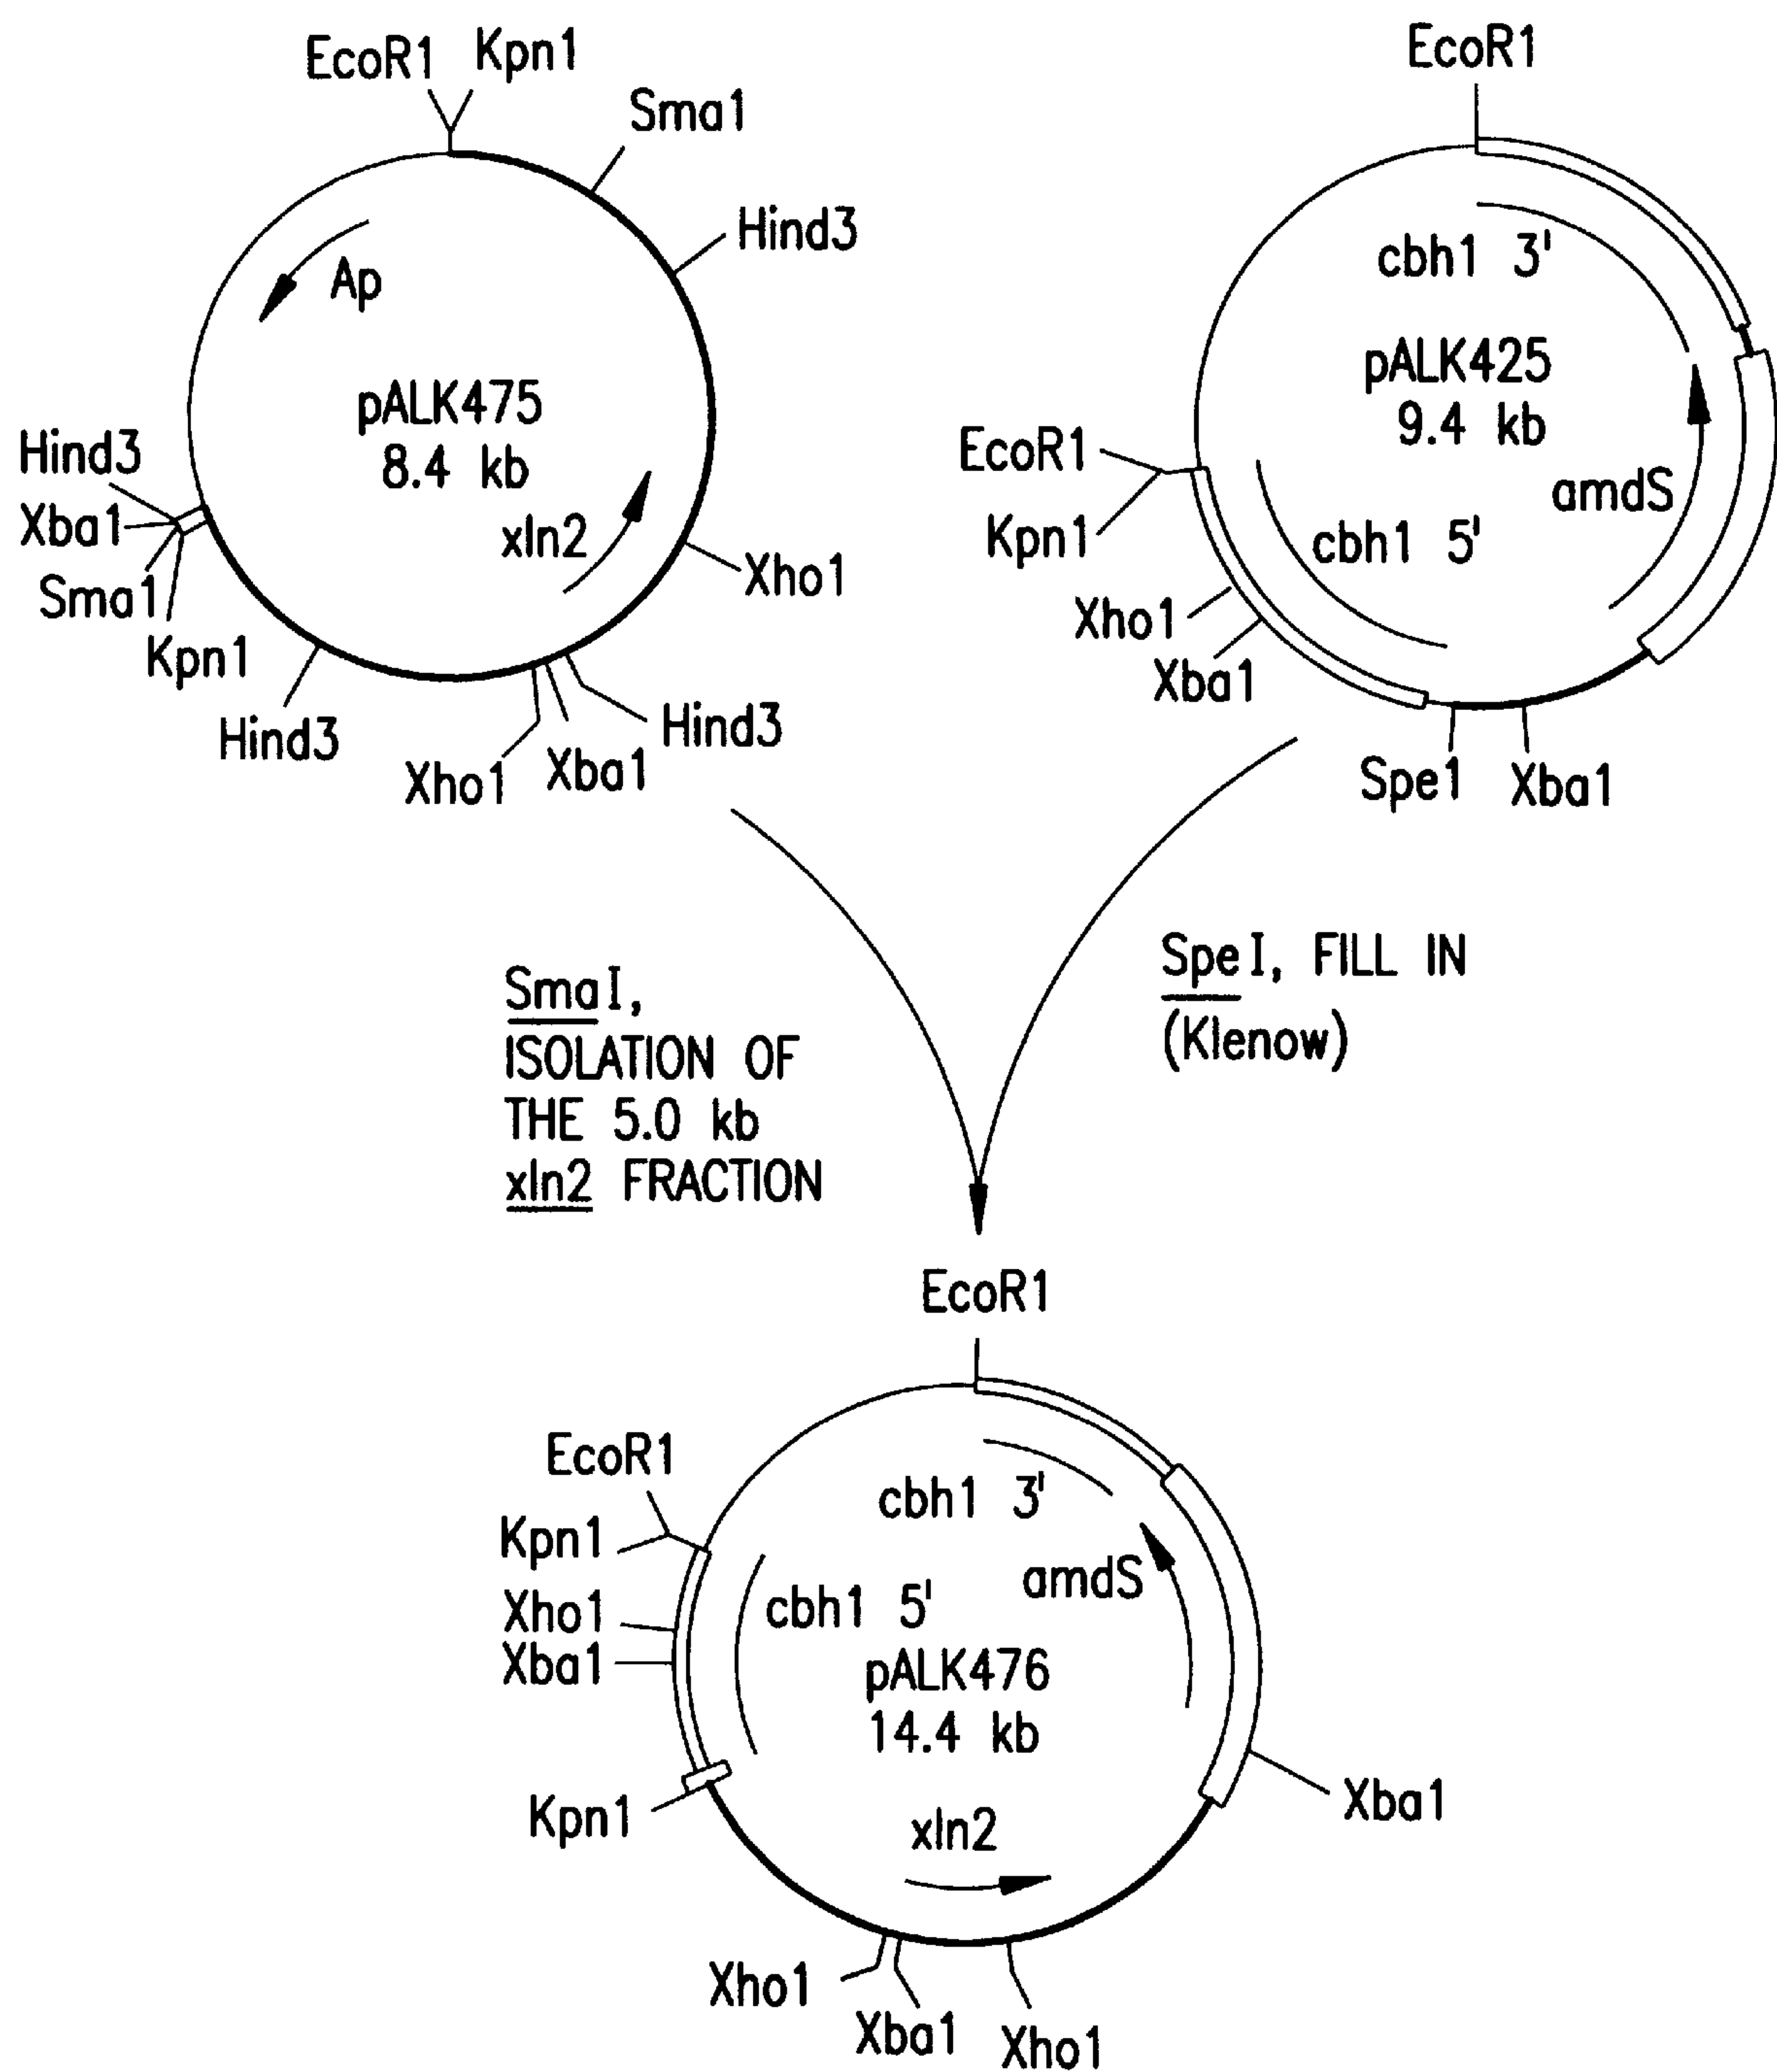 EcoR1
Kpn1
Sma1
Hind3
Ap
pALK475
8.4 kb
Hind3
Xba1
Sma1
Kpn1
Hind3
xln2
Xho1
Hind3
Xba1
Xho1
EcoR1
cbh1 3'
pALK425
9.4 kb
EcoR1
Kpn1
amdS
cbh1 5'
Xho1
Xba1
Spe1
Xba1
SmaI,
ISOLATION OF
THE 5.0 kb
xln2 FRACTION
SpeI, FILL IN
(Klenow)
EcoR1
EcoR1
Kpn1
cbh1 3'
amdS
Xho1
cbh1 5'
Xba1
pALK476
14.4 kb
Kpn1
xln2
Xba1
Xho1
Xba1
Xho1